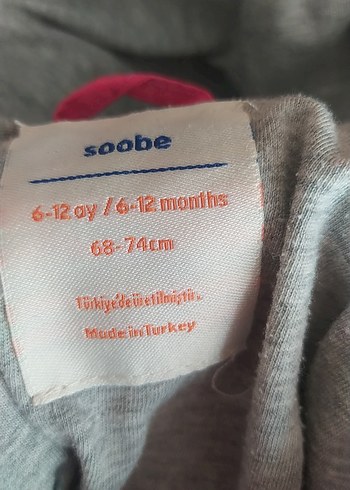 soobe
6-12 ay / 6-12 months
68-74cm
Türkiye'de üretilmiştir.
Made in Turkey